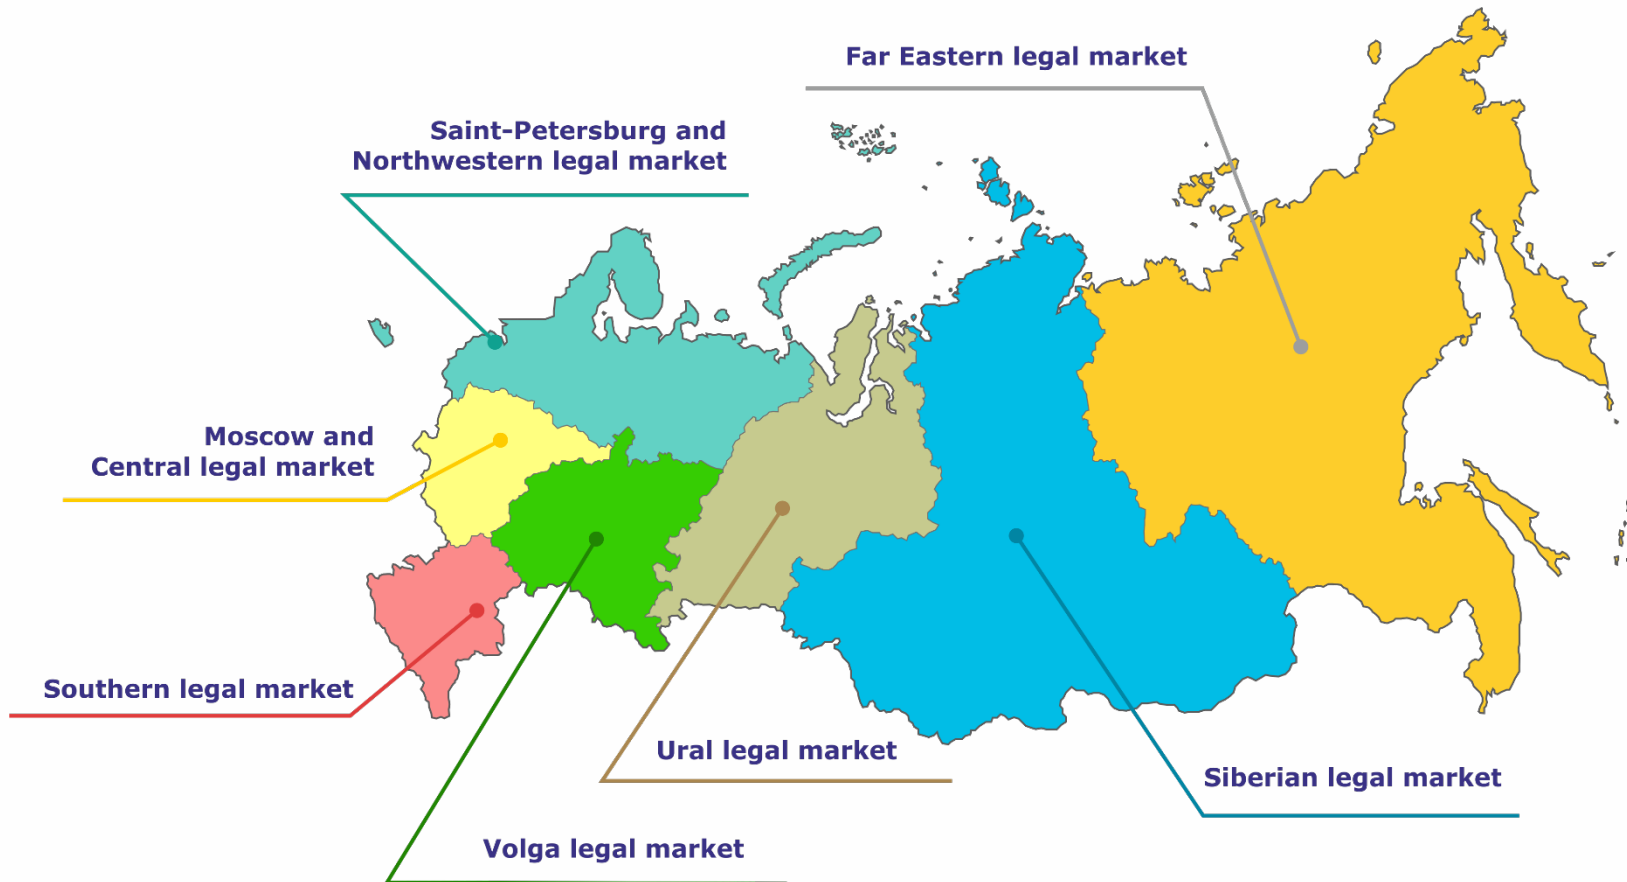 Far Eastern legal market
Saint-Petersburg and
Northwestern legal market
Moscow and
Central legal market
Southern legal market
Ural legal market
Siberian legal market
Volga legal market